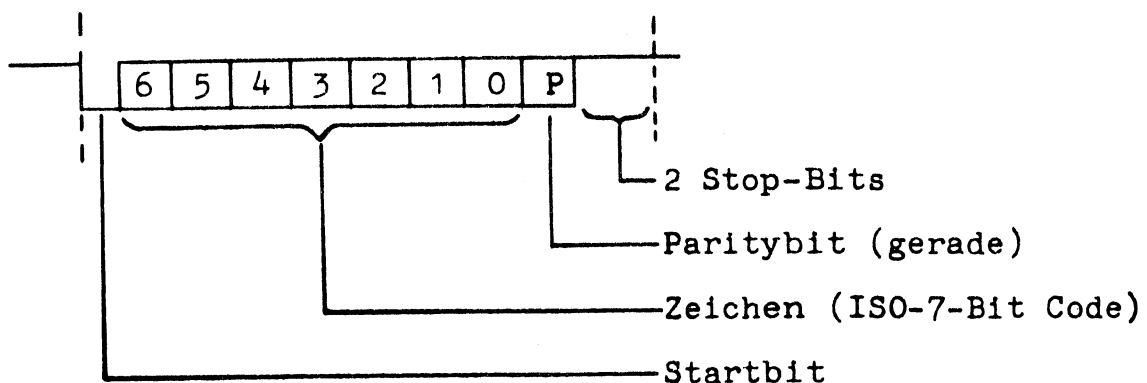 6 5 4 3 2 1 0 P
2 Stop-Bits
Paritybit (gerade)
Zeichen (ISO-7-Bit Code)
Startbit